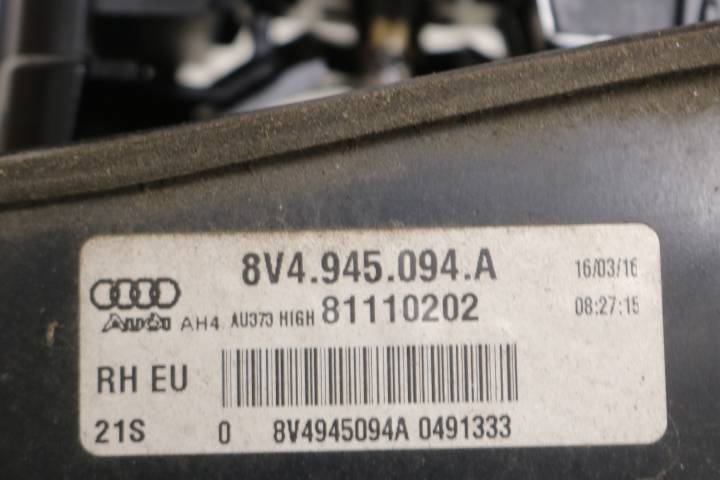 8V4.945.094.A 16/03/16
Audi AH4 AU373 HIGH 81110202 08:27:15
RH EU
21S 0 8V4945094A 0491333